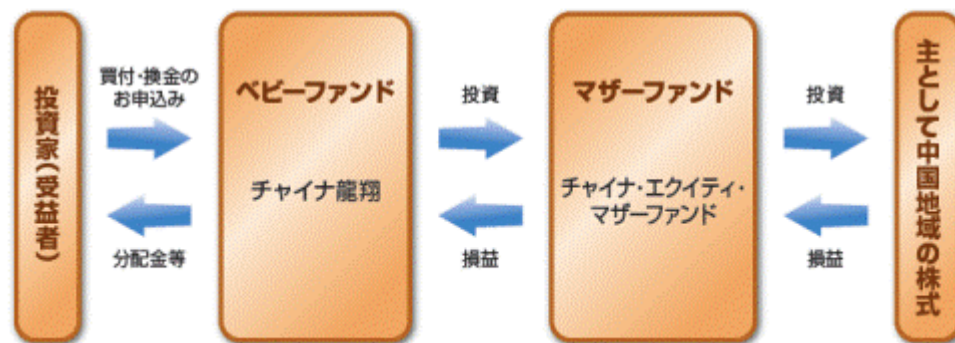 投資家(受益者)
買付・換金の
お申込み
分配金等
ベビーファンド
チャイナ龍翔
投資
損益
マザーファンド
チャイナ・エクイティ・
マザーファンド
投資
損益
主として中国地域の株式